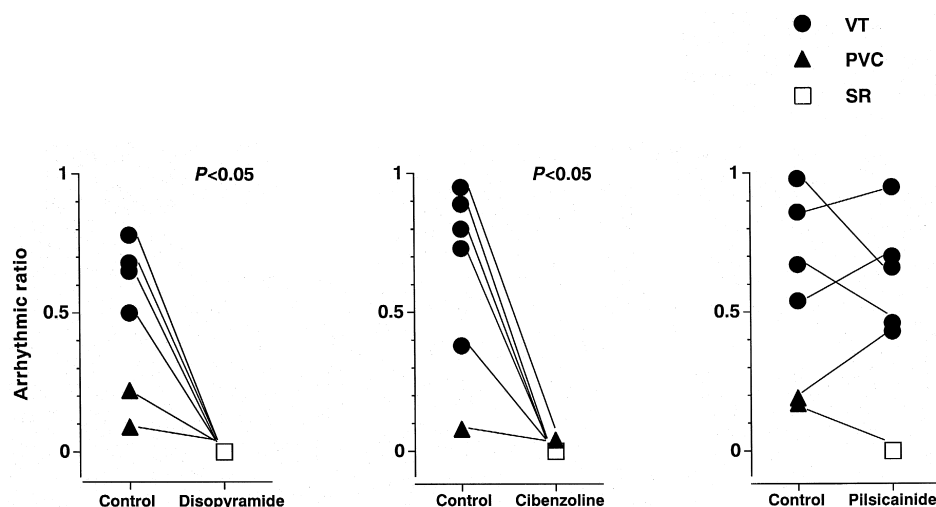 VT
PVC
SR
Arrhythmic ratio
1
0.5
0
P<0.05
Control Disopyramide
1
0.5
0
P<0.05
Control Cibenzoline
1
0.5
0
Control Pilsicainide